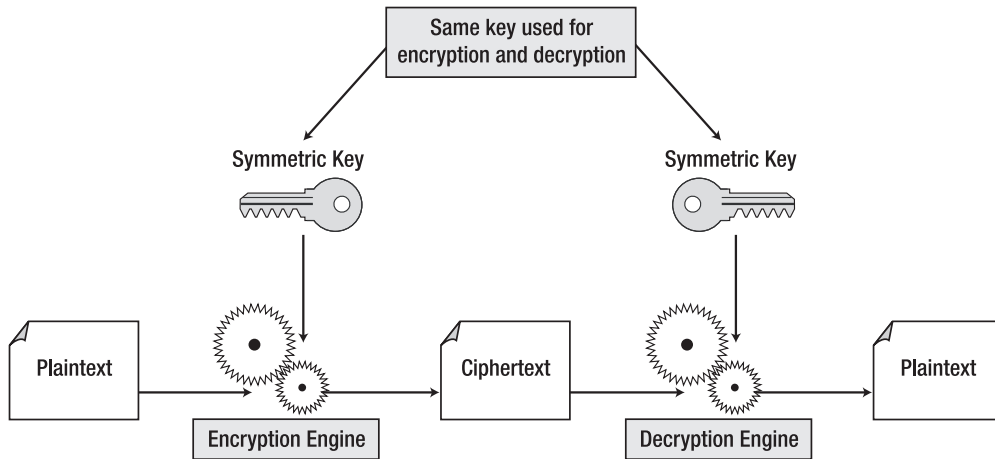 Same key used for
encryption and decryption
Symmetric Key
Symmetric Key
Plaintext
Ciphertext
Plaintext
Encryption Engine
Decryption Engine